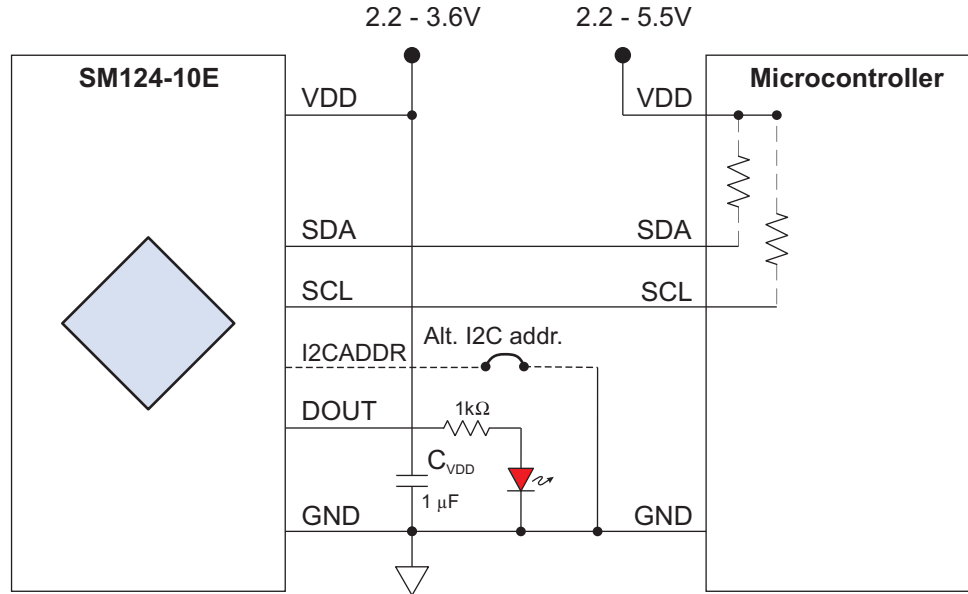 2.2 - 3.6V
2.2 - 5.5V
SM124-10E
Microcontroller
VDD
VDD
SDA
SDA
SCL
SCL
I2CADDR
Alt. I2C addr.
DOUT
1kΩ
CVDD
1 μF
GND
GND